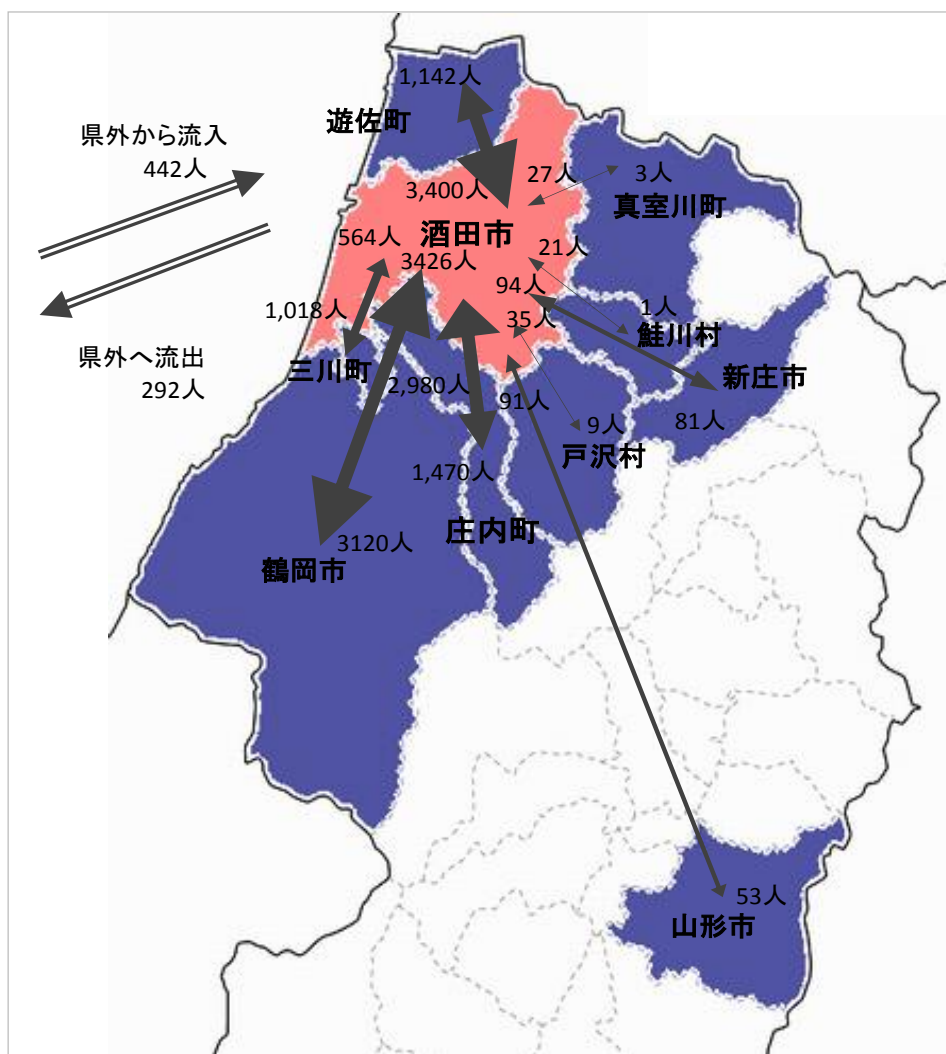 1,142人
遊佐町
県外から流入
442人
27人
3人
真室川町
3,400人
酒田市
564人
3426人
21人
94人
1,018人
35人
1人
鮭川村
県外へ流出
292人
三川町
2,980人
91人
新庄市
81人
9人
戸沢村
1,470人
庄内町
3120人
鶴岡市
53人
山形市